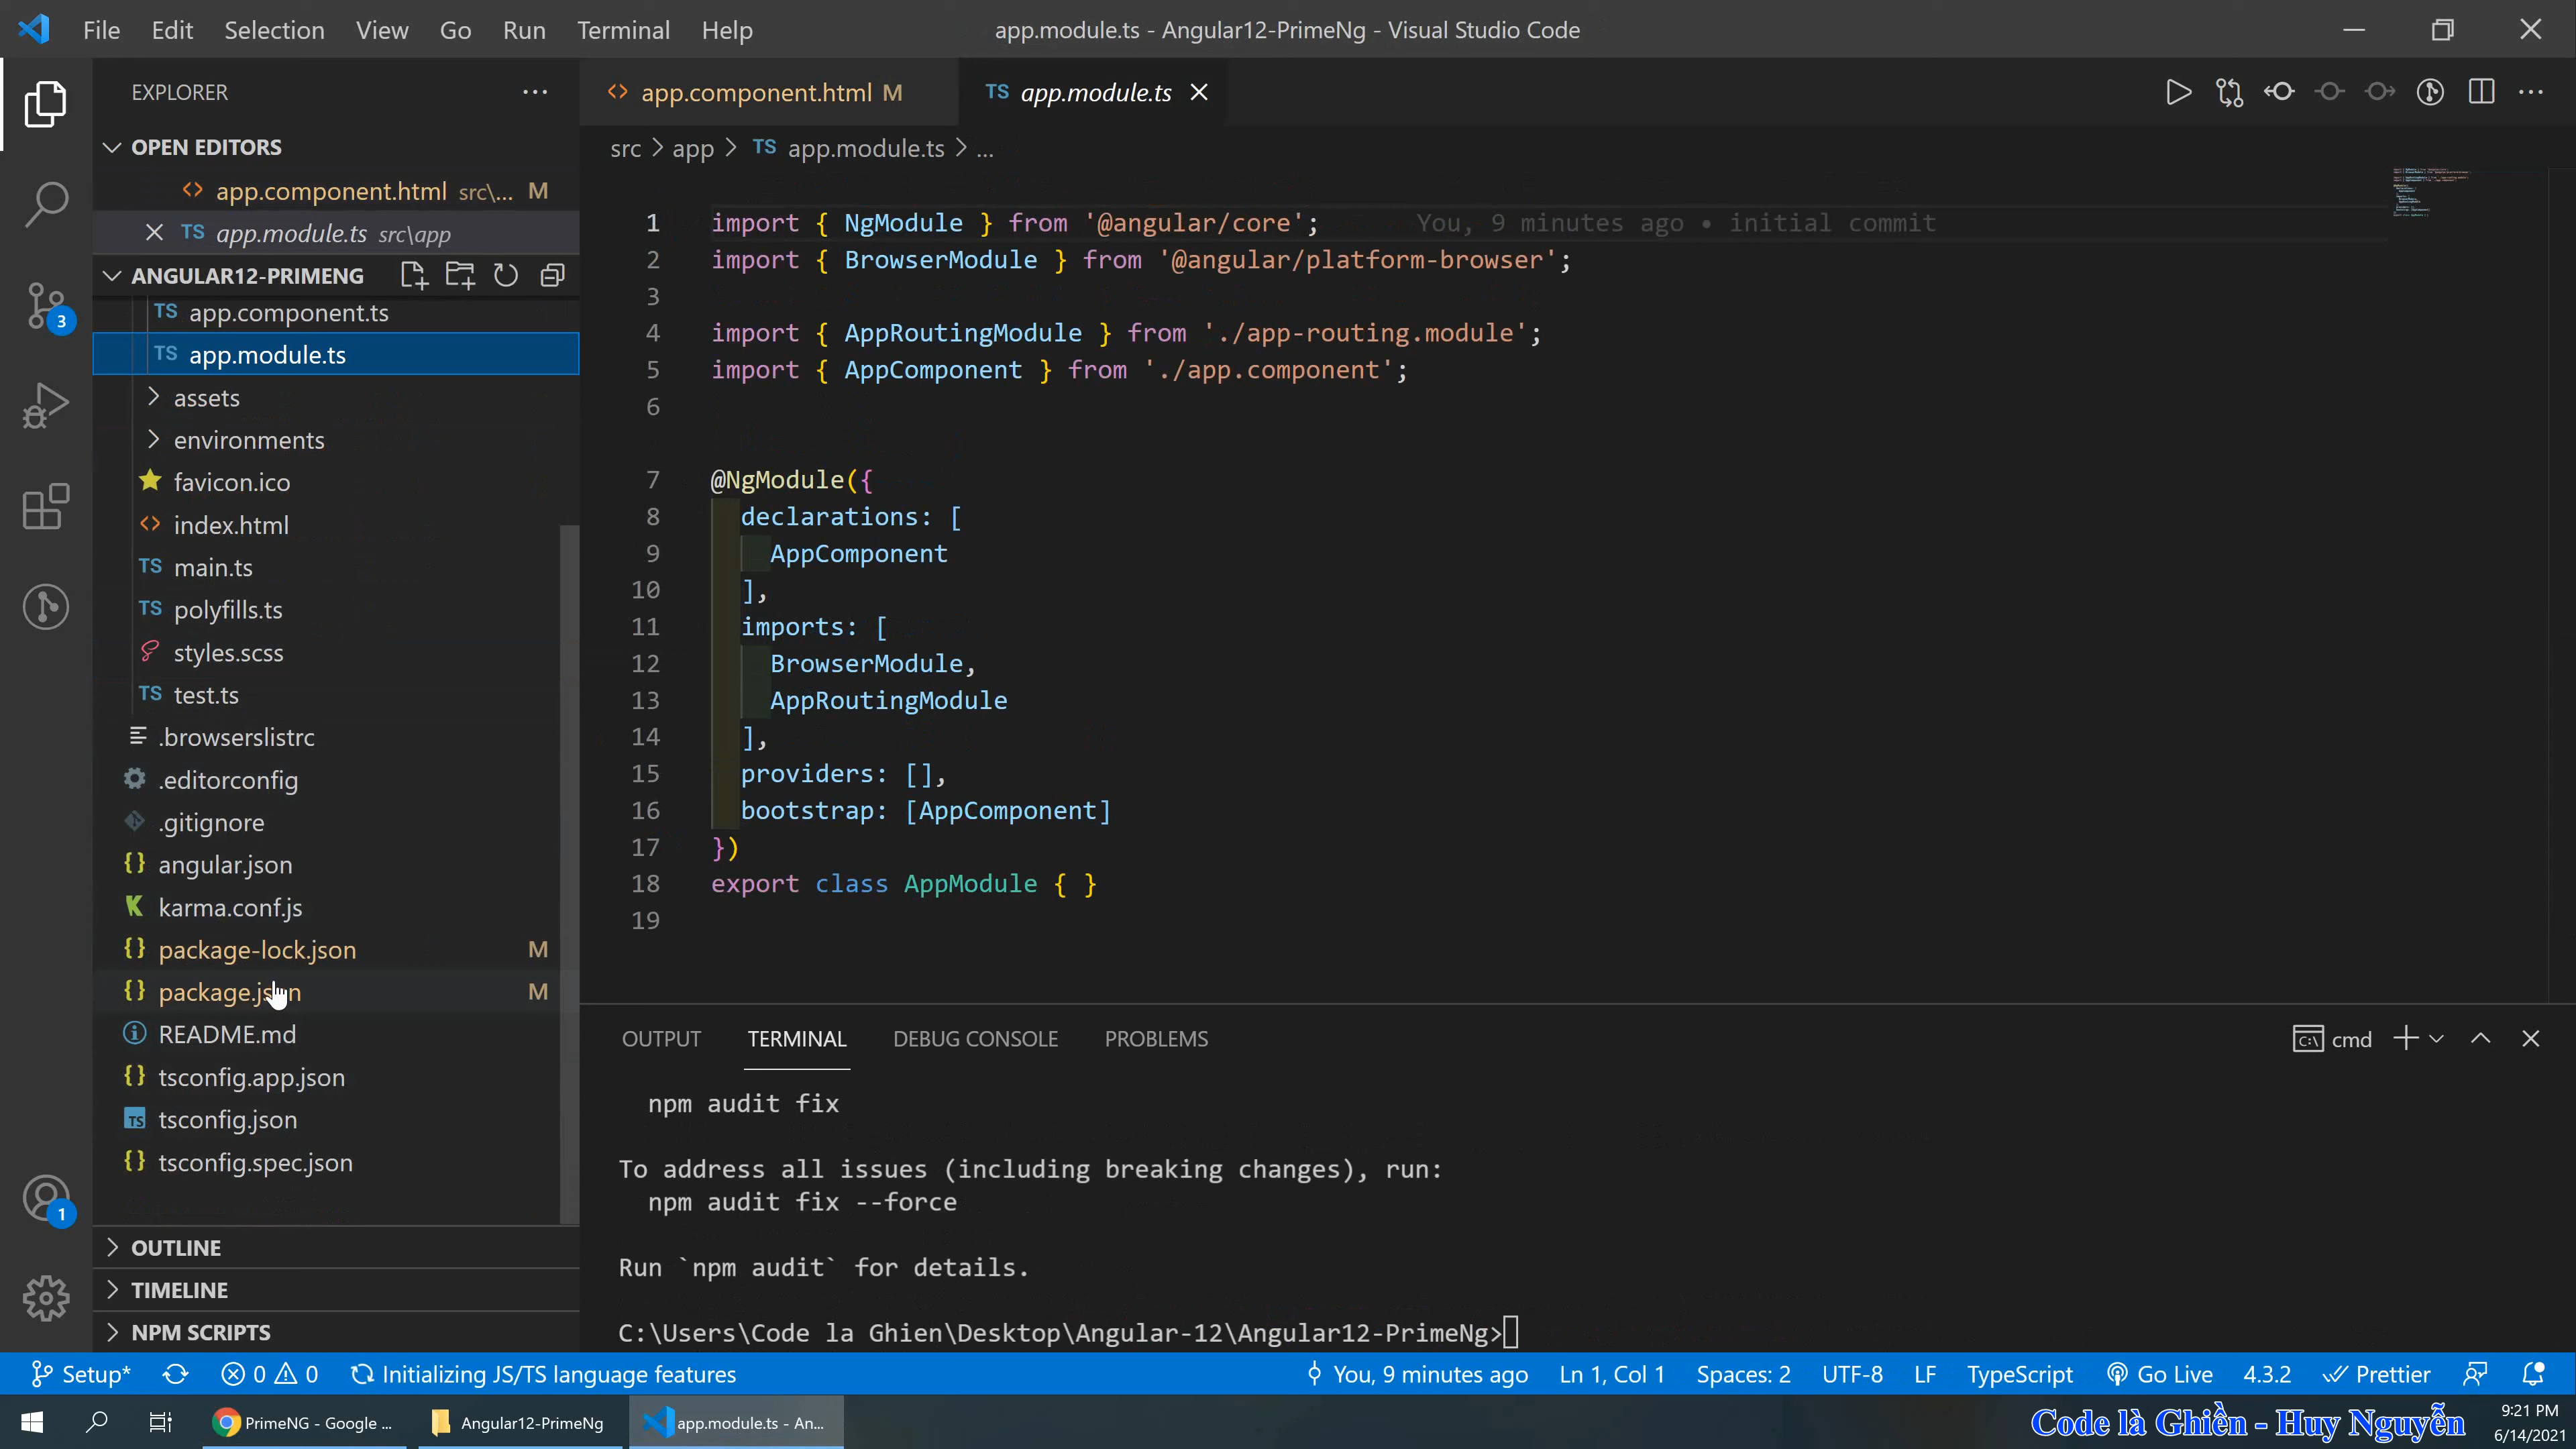 File Edit Selection View Go Run Terminal Help
app.module.ts - Angular12-PrimeNg - Visual Studio Code
EXPLORER
OPEN EDITORS
app.component.html src\... M
TS app.module.ts src\app
ANGULAR12-PRIMENG
TS app.component.ts
TS app.module.ts
assets
environments
favicon.ico
index.html
TS main.ts
TS polyfills.ts
styles.scss
TS test.ts
.browserslistrc
.editorconfig
.gitignore
{} angular.json
K karma.conf.js
{} package-lock.json M
{} package.json M
README.md
{} tsconfig.app.json
TS tsconfig.json
{} tsconfig.spec.json
OUTLINE
TIMELINE
NPM SCRIPTS
3
1
<> app.component.html M
TS app.module.ts
src > app > TS app.module.ts > ...
1 import { NgModule } from '@angular/core'; You, 9 minutes ago • initial commit
2 import { BrowserModule } from '@angular/platform-browser';
3
4 import { AppRoutingModule } from './app-routing.module';
5 import { AppComponent } from './app.component';
6
7 @NgModule({
8 declarations: [
9 AppComponent
10 ],
11 imports: [
12 BrowserModule,
13 AppRoutingModule
14 ],
15 providers: [],
16 bootstrap: [AppComponent]
17 })
18 export class AppModule { }
19
OUTPUT TERMINAL DEBUG CONSOLE PROBLEMS
cmd
npm audit fix
To address all issues (including breaking changes), run:
npm audit fix --force
Run `npm audit` for details.
C:\Users\Code la Ghien\Desktop\Angular-12\Angular12-PrimeNg>
Setup* 0 0 Initializing JS/TS language features You, 9 minutes ago Ln 1, Col 1 Spaces: 2 UTF-8 LF TypeScript Go Live 4.3.2 Prettier
PrimeNG - Google ... Angular12-PrimeNg app.module.ts - An...
Code là Ghiền - Huy Nguyễn
9:21 PM
6/14/2021